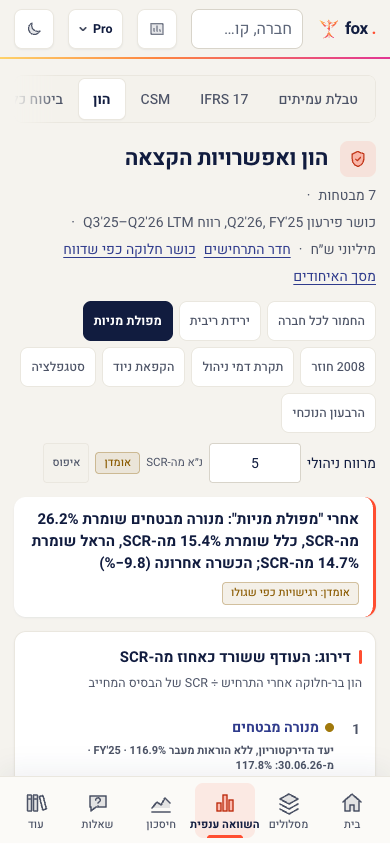 fox.
חברה, קו...
Pro
טבלת עמיתים
IFRS 17
CSM
הון
ביטוח
הון ואפשרויות הקצאה
7 מבטחות ·
כושר פירעון Q2'26, FY'25, רווח Q3'25–Q2'26 LTM ·
מיליוני ש״ח · חדר התרחישים כושר חלוקה כפי שדווח
מסך האיחודים
החמור לכל חברה
ירידת ריבית
מפולת מניות
2008 חוזר
תקרת דמי ניהול
הקפאת ניוד
סטגפלציה
הרבעון הנוכחי
מרווח ניהולי 5 נ״א מה-SCR אומדן איפוס
אחרי "מפולת מניות": מנורה מבטחים שומרת 26.2%
מה-SCR, כלל שומרת 15.4% מה-SCR, הראל שומרת
14.7% מה-SCR; הכשרה אחרונה (9.8−%)
אומדן: רגישויות כפי שגולו
דירוג: העודף ששורד כאחוז מה-SCR
הון בר-חלוקה אחרי התרחיש ÷ SCR של הבסיס המחייב
1 מנורה מבטחים
יעד הדירקטוריון, ללא הוראות מעבר 116.9% · FY'25 ·
מ-30.06.26: 117.8%
בית
מסלולים
השוואה ענפית
חיסכון
שאלות
עוד